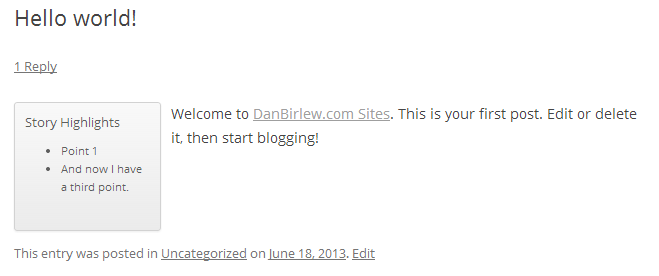 Hello world!
1 Reply
Story Highlights
Point 1
And now I have
a third point.
Welcome to DanBirlew.com Sites. This is your first post. Edit or delete
it, then start blogging!
This entry was posted in Uncategorized on June 18, 2013. Edit